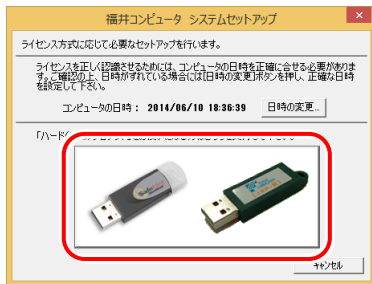 福井コンピュータ システムセットアップ
ライセンス方式に応じて必要なセットアップを行います。
ライセンスを正しく認識させるためには、コンピュータの日時を正確に合せる必要がありま
す。ご確認の上、日時がずれている場合には[日時の変更]ボタンを押し、正確な日時
を設定して下さい。
コンピュータの日時： 2014/06/10 18:36:39 日時の変更...
「ハード
キャンセル